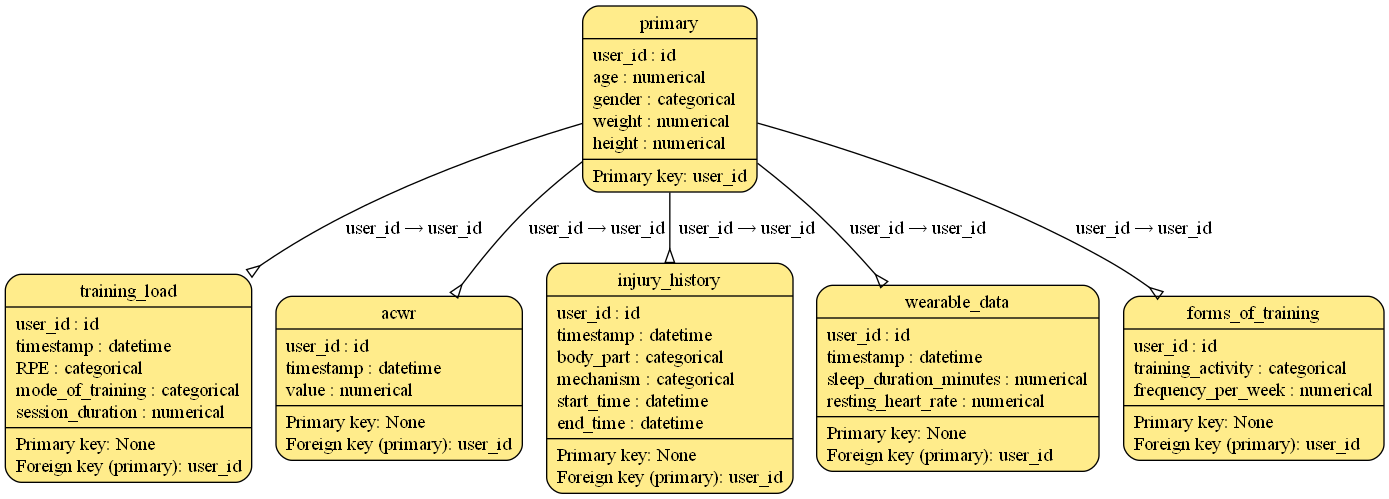 primary
user_id : id
age : numerical
gender : categorical
weight : numerical
height : numerical
Primary key: user_id
user_id → user_id
user_id → user_id
user_id → user_id
user_id → user_id
user_id → user_id
training_load
user_id : id
timestamp : datetime
RPE : categorical
mode_of_training : categorical
session_duration : numerical
Primary key: None
Foreign key (primary): user_id
acwr
user_id : id
timestamp : datetime
value : numerical
Primary key: None
Foreign key (primary): user_id
injury_history
user_id : id
timestamp : datetime
body_part : categorical
mechanism : categorical
start_time : datetime
end_time : datetime
Primary key: None
Foreign key (primary): user_id
wearable_data
user_id : id
timestamp : datetime
sleep_duration_minutes : numerical
resting_heart_rate : numerical
Primary key: None
Foreign key (primary): user_id
forms_of_training
user_id : id
training_activity : categorical
frequency_per_week : numerical
Primary key: None
Foreign key (primary): user_id